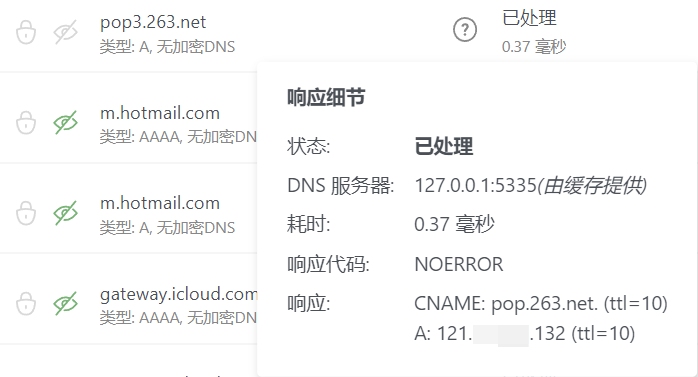 pop3.263.net
类型: A, 无加密DNS
已处理
0.37 毫秒
m.hotmail.com
类型: AAAA, 无加密DN
m.hotmail.com
类型: A, 无加密DNS
gateway.icloud.com
类型: AAAA, 无加密DNS
响应细节
状态: 已处理
DNS 服务器: 127.0.0.1:5335(由缓存提供)
耗时: 0.37 毫秒
响应代码: NOERROR
响应: CNAME: pop.263.net. (ttl=10)
A: 121. .132 (ttl=10)